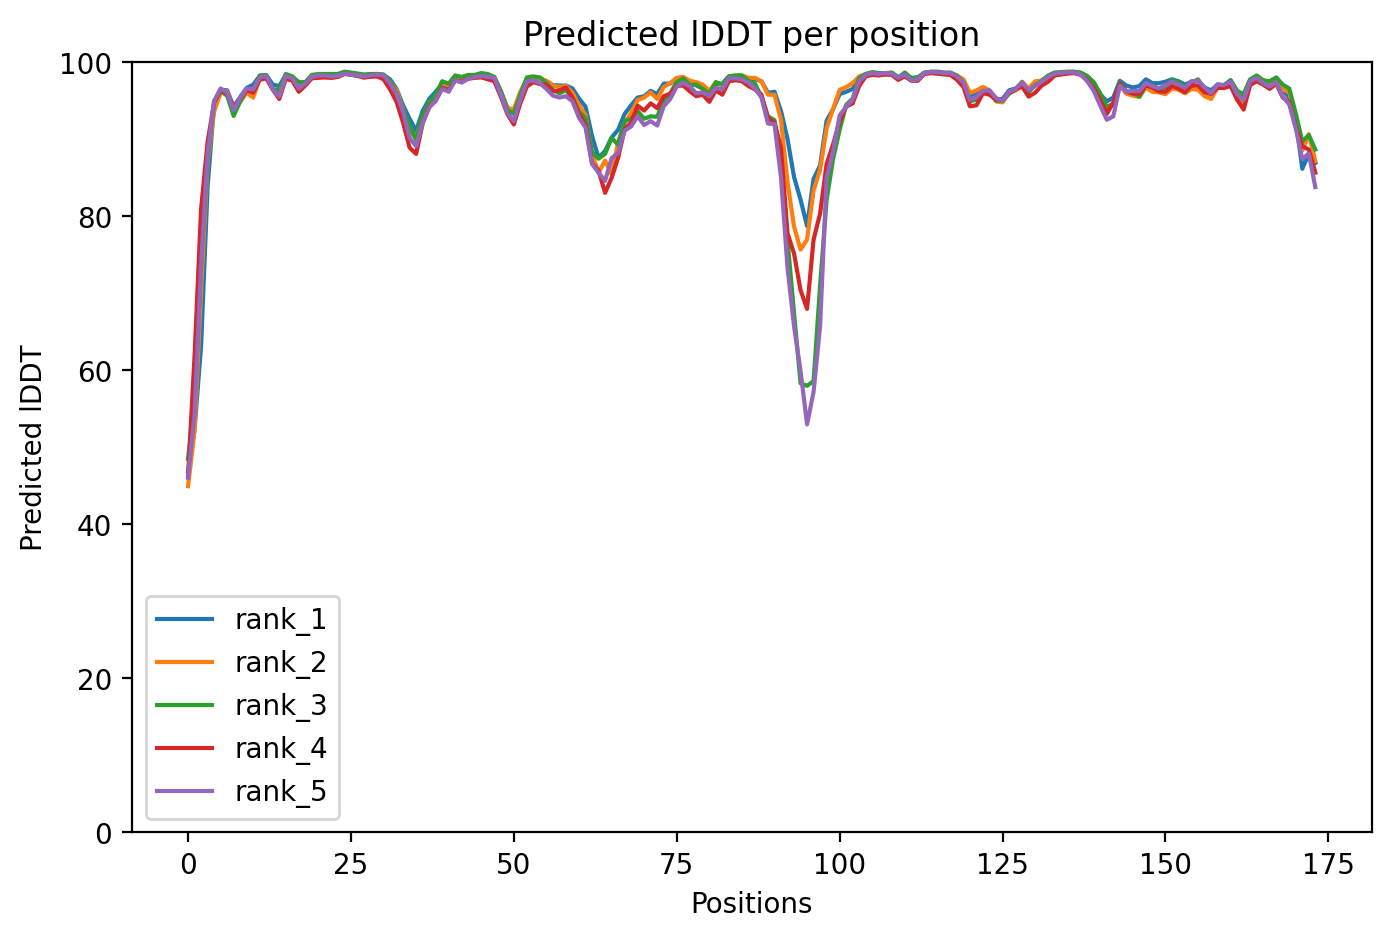 Predicted lDDT per position
Predicted lDDT
100
80
60
40
20
0
rank_1
rank_2
rank_3
rank_4
rank_5
0 25 50 75 100 125 150 175
Positions